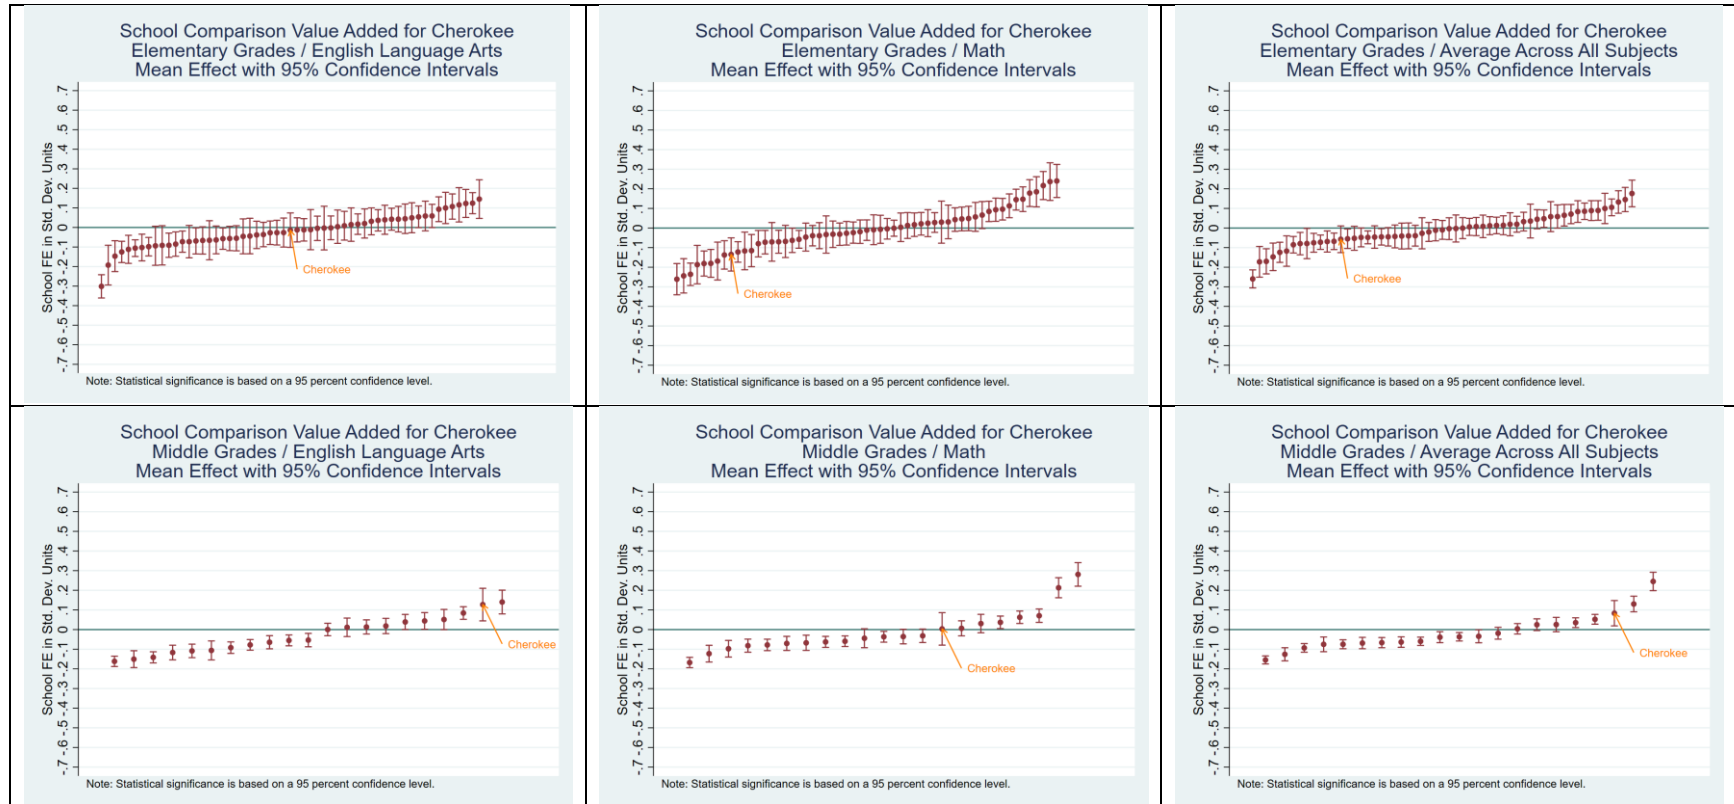 School Comparison Value Added for Cherokee
Elementary Grades / English Language Arts
Mean Effect with 95% Confidence Intervals
School FE in Std. Dev. Units
-.7 -.6 -.5 -.4 -.3 -.2 -.1 0 .1 .2 .3 .4 .5 .6 .7
Cherokee
Note: Statistical significance is based on a 95 percent confidence level.
School Comparison Value Added for Cherokee
Elementary Grades / Math
Mean Effect with 95% Confidence Intervals
School FE in Std. Dev. Units
-.7 -.6 -.5 -.4 -.3 -.2 -.1 0 .1 .2 .3 .4 .5 .6 .7
Cherokee
Note: Statistical significance is based on a 95 percent confidence level.
School Comparison Value Added for Cherokee
Elementary Grades / Average Across All Subjects
Mean Effect with 95% Confidence Intervals
School FE in Std. Dev. Units
-.7 -.6 -.5 -.4 -.3 -.2 -.1 0 .1 .2 .3 .4 .5 .6 .7
Cherokee
Note: Statistical significance is based on a 95 percent confidence level.
School Comparison Value Added for Cherokee
Middle Grades / English Language Arts
Mean Effect with 95% Confidence Intervals
School FE in Std. Dev. Units
-.7 -.6 -.5 -.4 -.3 -.2 -.1 0 .1 .2 .3 .4 .5 .6 .7
Cherokee
Note: Statistical significance is based on a 95 percent confidence level.
School Comparison Value Added for Cherokee
Middle Grades / Math
Mean Effect with 95% Confidence Intervals
School FE in Std. Dev. Units
-.7 -.6 -.5 -.4 -.3 -.2 -.1 0 .1 .2 .3 .4 .5 .6 .7
Cherokee
Note: Statistical significance is based on a 95 percent confidence level.
School Comparison Value Added for Cherokee
Middle Grades / Average Across All Subjects
Mean Effect with 95% Confidence Intervals
School FE in Std. Dev. Units
-.7 -.6 -.5 -.4 -.3 -.2 -.1 0 .1 .2 .3 .4 .5 .6 .7
Cherokee
Note: Statistical significance is based on a 95 percent confidence level.